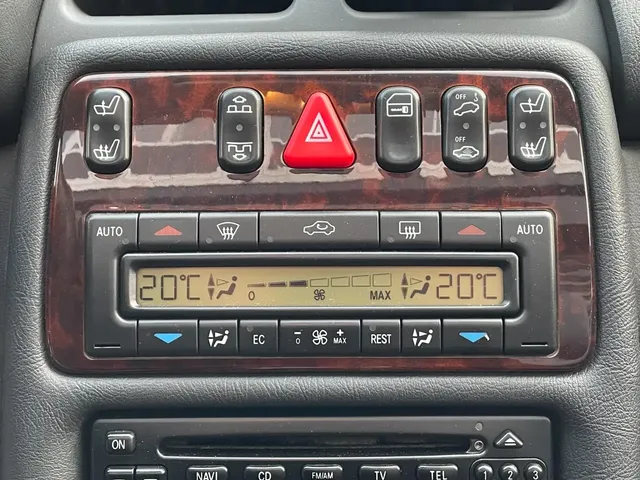 OFF
OFF
AUTO AUTO
20°C 0 MAX 20°C
EC - 0 + MAX REST
ON
NAVI CD FM/AM TV TEL 1 2 3